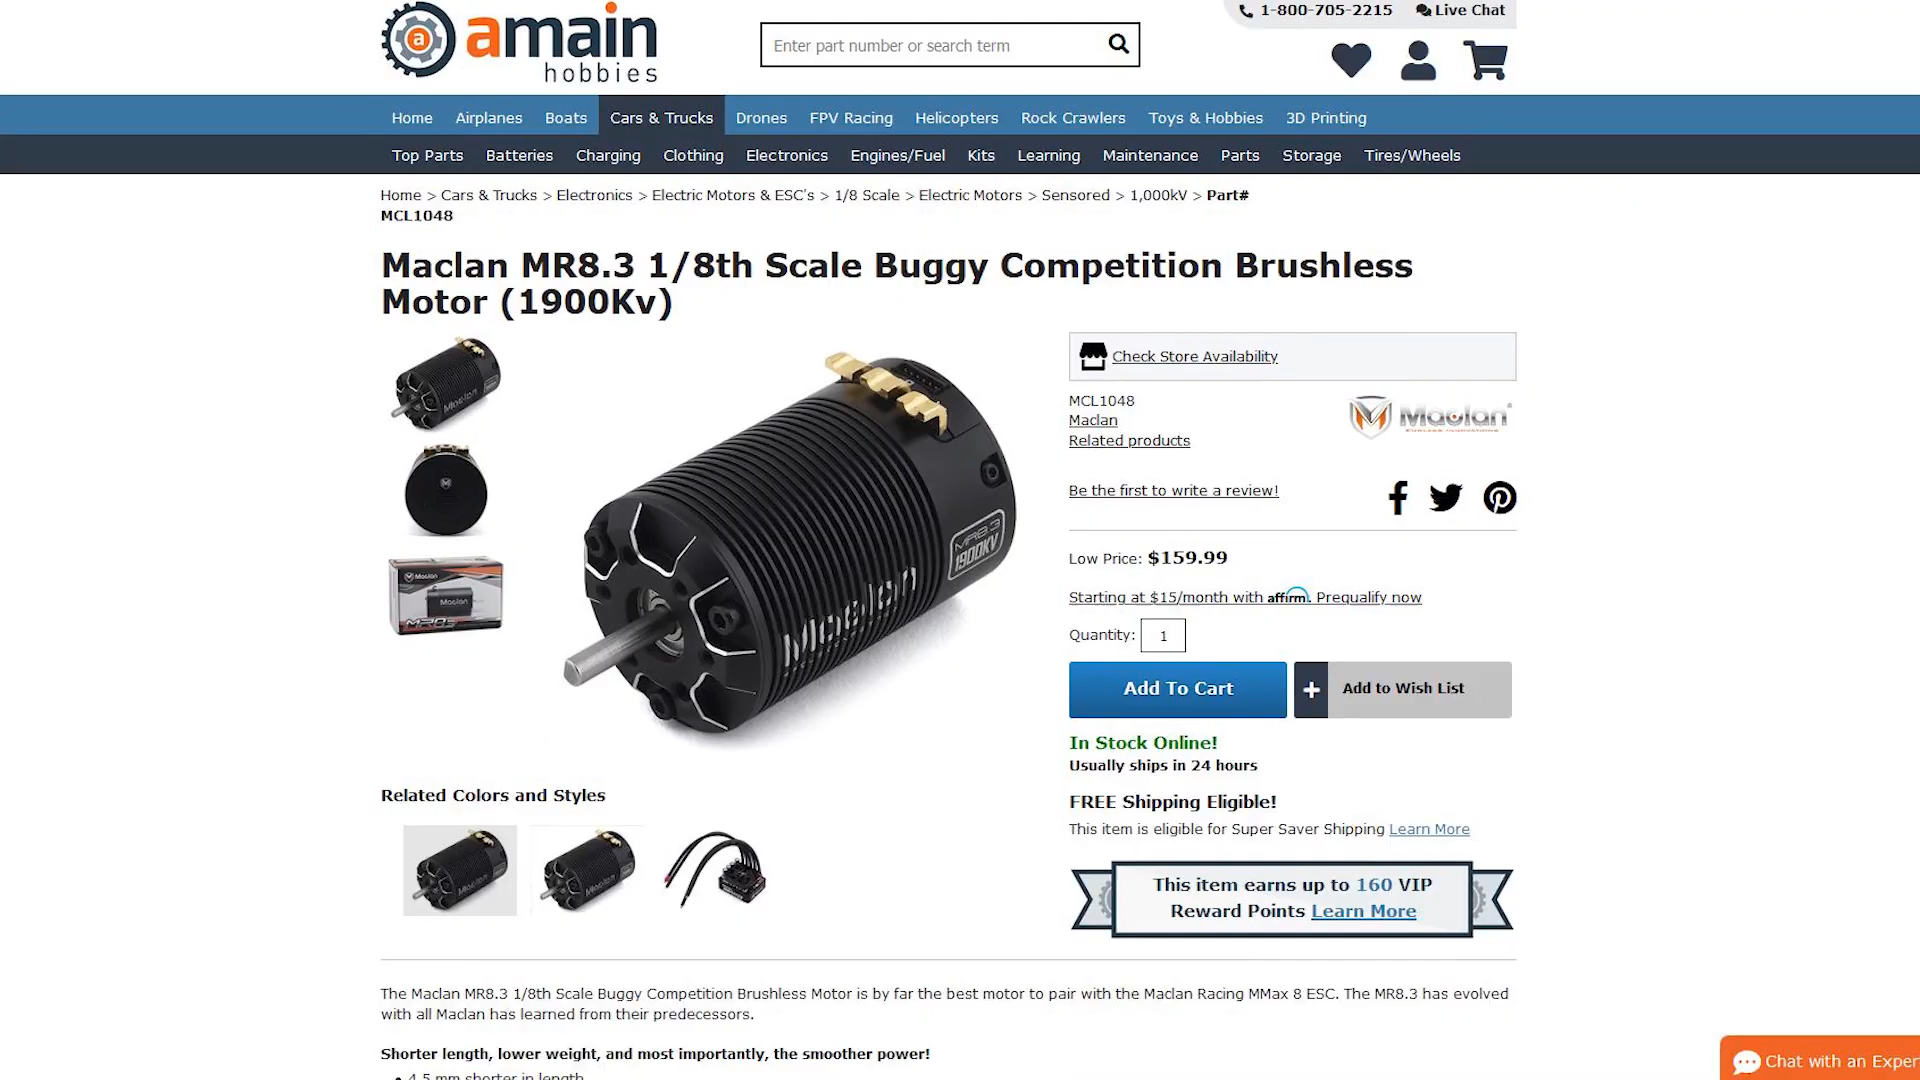 amain
hobbies
Enter part number or search term
1-800-705-2215
Live Chat
Home Airplanes Boats Cars & Trucks Drones FPV Racing Helicopters Rock Crawlers Toys & Hobbies 3D Printing
Top Parts Batteries Charging Clothing Electronics Engines/Fuel Kits Learning Maintenance Parts Storage Tires/Wheels
Home > Cars & Trucks > Electronics > Electric Motors & ESC's > 1/8 Scale > Electric Motors > Sensored > 1,000kV > Part#
MCL1048
Maclan MR8.3 1/8th Scale Buggy Competition Brushless
Motor (1900Kv)
MR8.3
1900KV
Maclan
Check Store Availability
MCL1048
Maclan
Related products
Maclan
Be the first to write a review!
Low Price: $159.99
Starting at $15/month with affirm. Prequalify now
Quantity: 1
Add To Cart
+ Add to Wish List
In Stock Online!
Usually ships in 24 hours
FREE Shipping Eligible!
This item is eligible for Super Saver Shipping Learn More
This item earns up to 160 VIP
Reward Points Learn More
Related Colors and Styles
The Maclan MR8.3 1/8th Scale Buggy Competition Brushless Motor is by far the best motor to pair with the Maclan Racing MMax 8 ESC. The MR8.3 has evolved
with all Maclan has learned from their predecessors.
Shorter length, lower weight, and most importantly, the smoother power!
• 4.5 mm shorter in length
Chat with an Exper